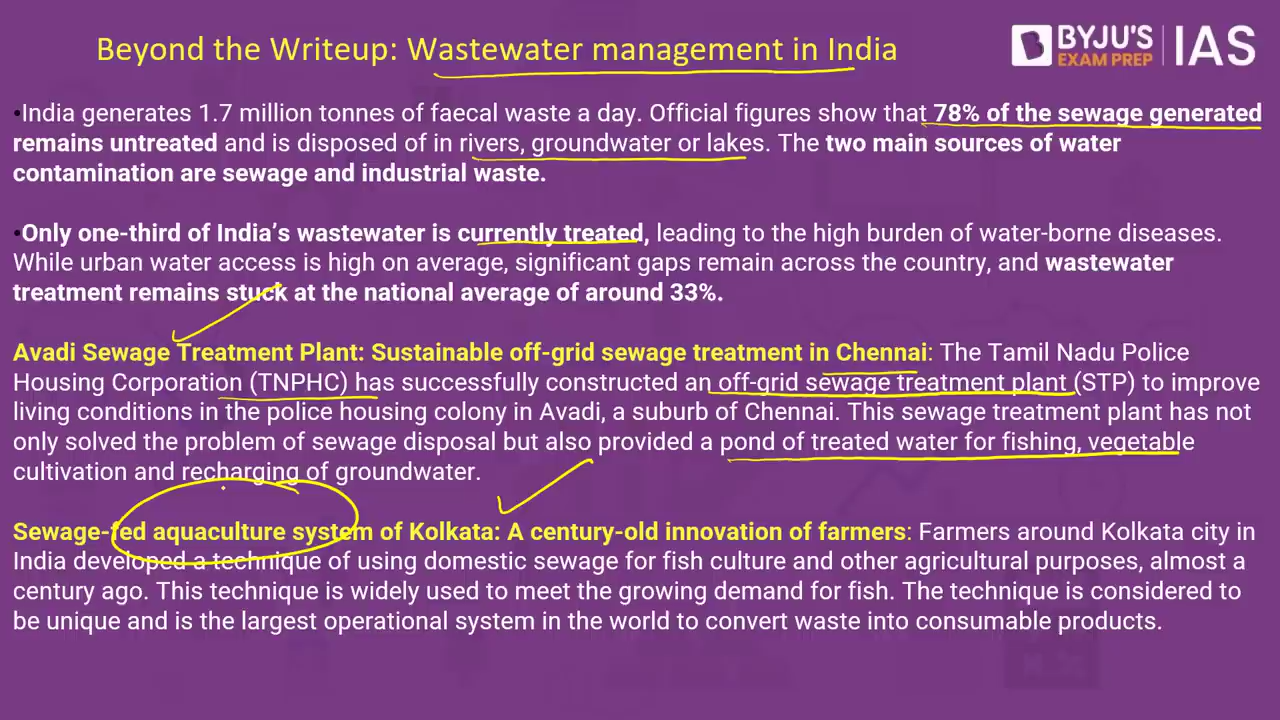 Beyond the Writeup: Wastewater management in India
BYJU'S
EXAM PREP
IAS
•India generates 1.7 million tonnes of faecal waste a day. Official figures show that 78% of the sewage generated
remains untreated and is disposed of in rivers, groundwater or lakes. The two main sources of water
contamination are sewage and industrial waste.
•Only one-third of India’s wastewater is currently treated, leading to the high burden of water-borne diseases.
While urban water access is high on average, significant gaps remain across the country, and wastewater
treatment remains stuck at the national average of around 33%.
Avadi Sewage Treatment Plant: Sustainable off-grid sewage treatment in Chennai: The Tamil Nadu Police
Housing Corporation (TNPHC) has successfully constructed an off-grid sewage treatment plant (STP) to improve
living conditions in the police housing colony in Avadi, a suburb of Chennai. This sewage treatment plant has not
only solved the problem of sewage disposal but also provided a pond of treated water for fishing, vegetable
cultivation and recharging of groundwater.
Sewage-fed aquaculture system of Kolkata: A century-old innovation of farmers: Farmers around Kolkata city in
India developed a technique of using domestic sewage for fish culture and other agricultural purposes, almost a
century ago. This technique is widely used to meet the growing demand for fish. The technique is considered to
be unique and is the largest operational system in the world to convert waste into consumable products.